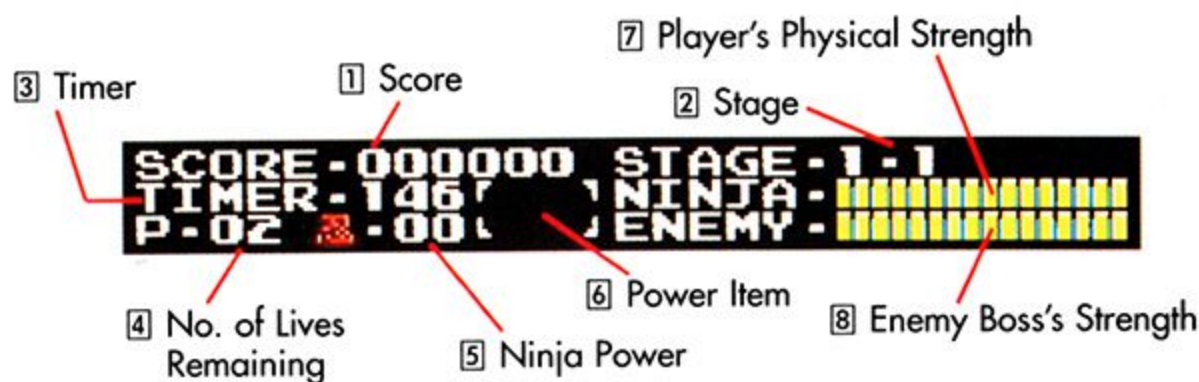 7 Player's Physical Strength
3 Timer
1 Score
2 Stage
SCORE-000000 STAGE-1-1
TIMER-146 NINJA-
P-02 忍-00 ENEMY-
6 Power Item
4 No. of Lives
Remaining
5 Ninja Power
8 Enemy Boss's Strength